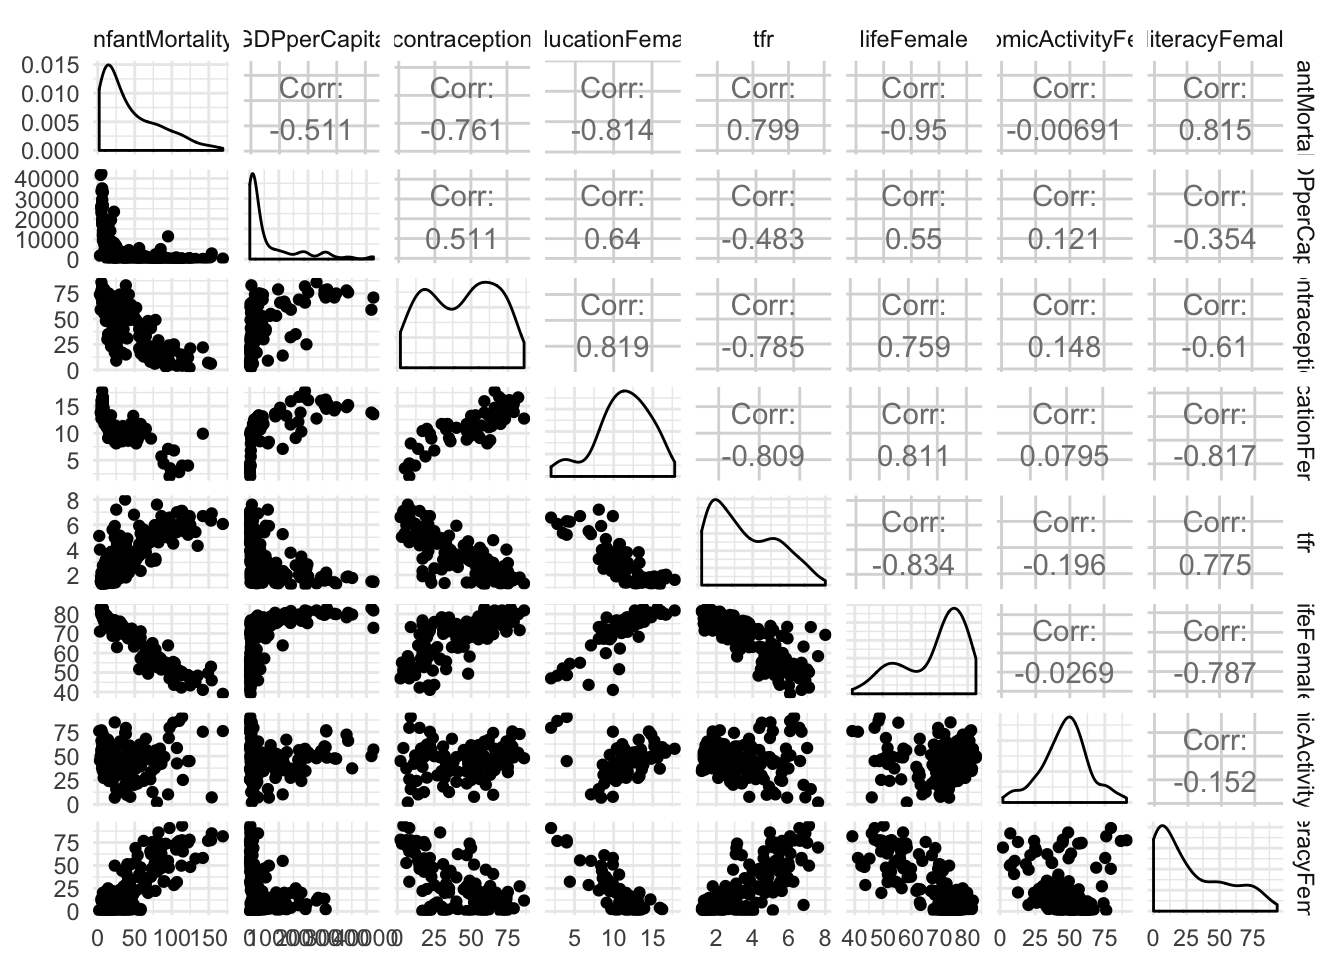 nfantMortality GDPperCapita contraception lucationFema tfr lifeFemale omicActivityFe literacyFemal
0.015
0.010
0.005
0.000
Corr: Corr: Corr: Corr: Corr: Corr: Corr:
-0.511 -0.761 -0.814 0.799 -0.95 -0.00691 0.815
antMortal
40000
30000
20000
10000
0
Corr: Corr: Corr: Corr: Corr: Corr:
0.511 0.64 -0.483 0.55 0.121 -0.354
PperCap
75
50
25
0
Corr: Corr: Corr: Corr: Corr:
0.819 -0.785 0.759 0.148 -0.61
ntracepti
15
10
5
Corr: Corr: Corr: Corr:
-0.809 0.811 0.0795 -0.817
cationFer
8
6
4
2
Corr: Corr: Corr:
-0.834 -0.196 0.775
tfr
80
70
60
50
40
Corr: Corr:
-0.0269 -0.787
ifeFemale
75
50
25
0
Corr:
-0.152
nicActivity
75
50
25
0
eracyFem
0 50 100 150 0 10000 20000 30000 40000 0 25 50 75 5 10 15 2 4 6 8 40 50 60 70 80 0 25 50 75 0 25 50 75